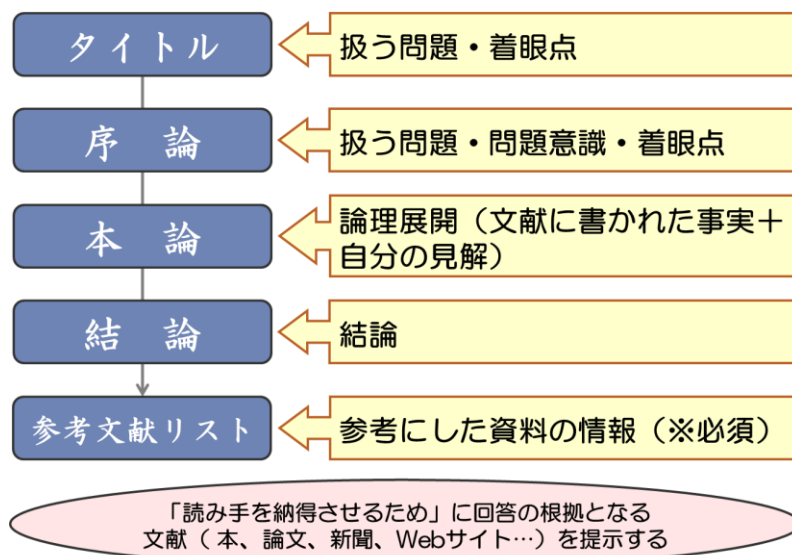 タイトル
扱う問題・着眼点
序　論
扱う問題・問題意識・着眼点
本　論
論理展開（文献に書かれた事実＋
自分の見解）
結　論
結論
参考文献リスト
参考にした資料の情報（※必須）
「読み手を納得させるため」に回答の根拠となる
文献（ 本、論文、新聞、Webサイト…）を提示する